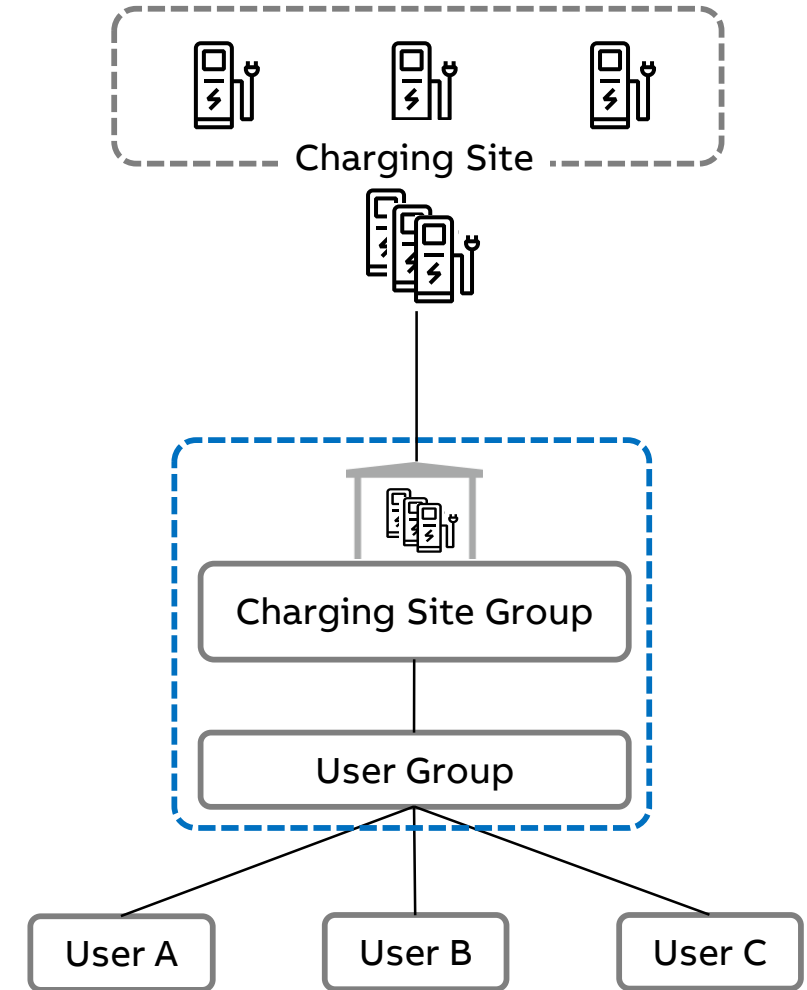 Charging Site
Charging Site Group
User Group
User A
User B
User C